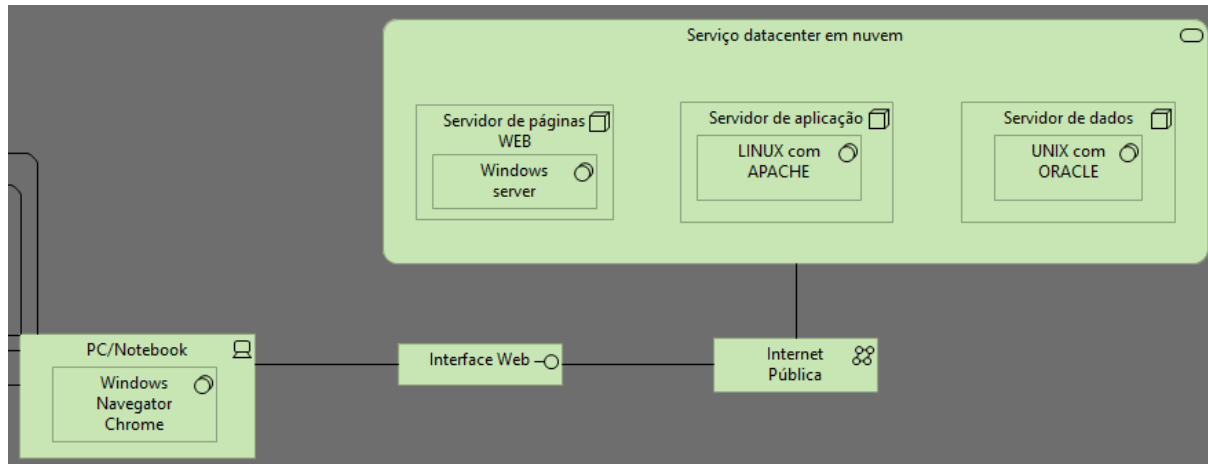 Serviço datacenter em nuvem
Servidor de páginas
WEB
Windows
server
Servidor de aplicação
LINUX com
APACHE
Servidor de dados
UNIX com
ORACLE
PC/Notebook
Windows
Navegator
Chrome
Interface Web
Internet
Pública